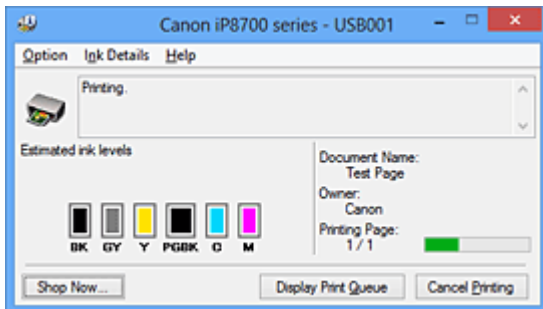 Canon iP8700 series - USB001
Option Ink Details Help
Printing.
Estimated ink levels
Document Name:
Test Page
Owner:
Canon
Printing Page:
1 / 1
BK GY Y PGBK C M
Shop Now... Display Print Queue Cancel Printing